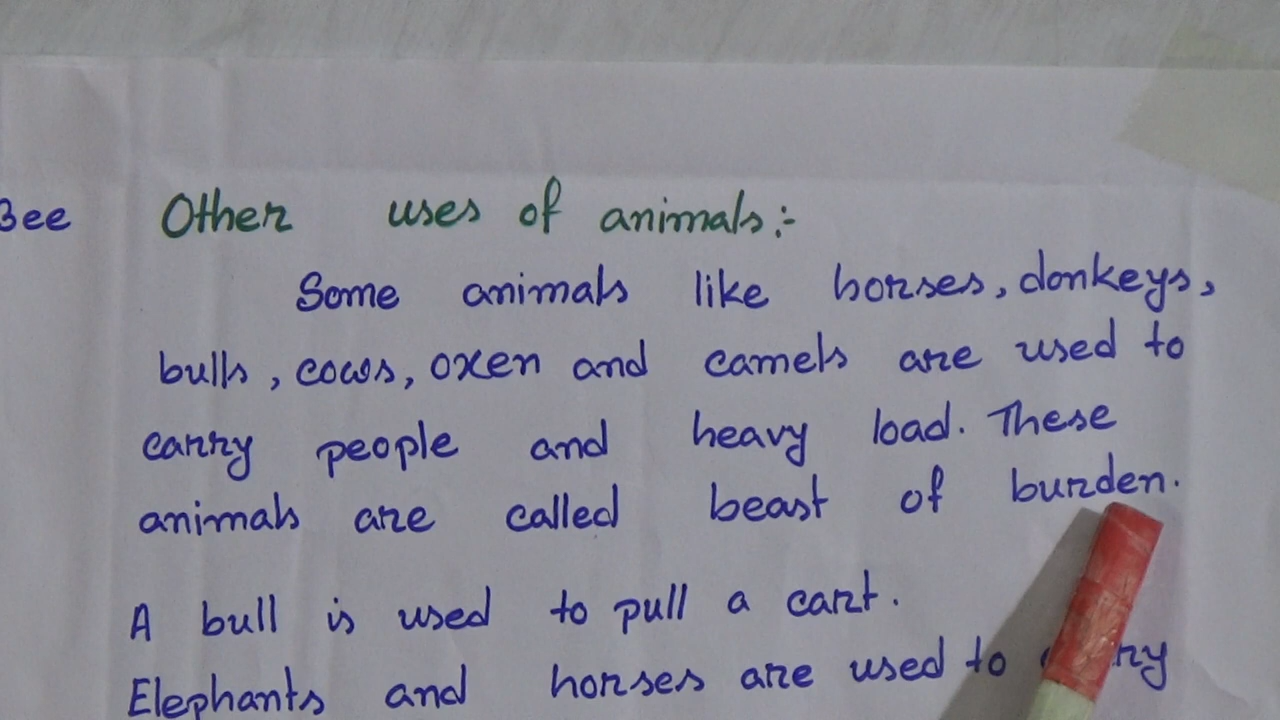 Bee
Other uses of animals:-
Some animals like horses, donkeys,
bulls, cows, oxen and camels are used to
carry people and heavy load. These
animals are called beast of burden.
A bull is used to pull a cart.
Elephants and horses are used to